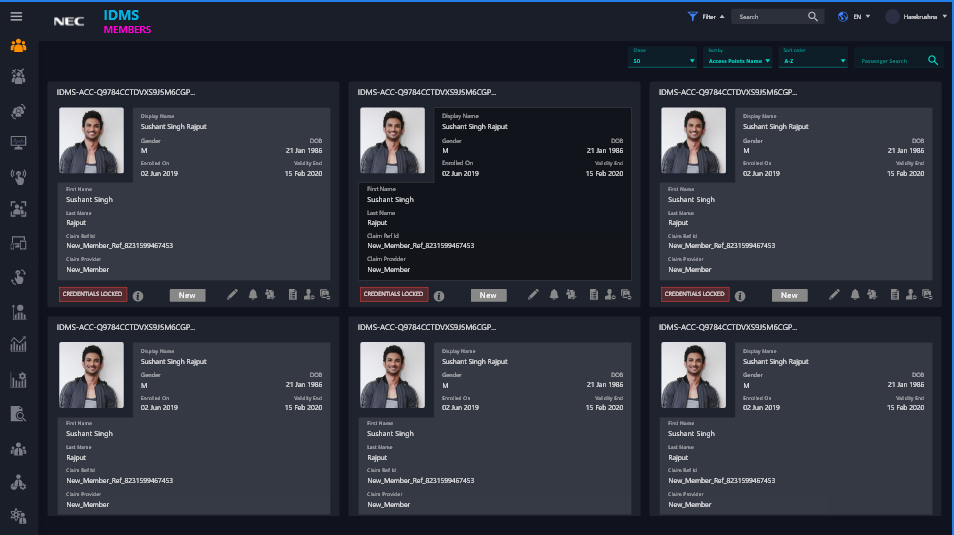 NEC
IDMS
MEMBERS
Filter
Search
EN
Harekrushna
Show
50
Sort by
Access Points Name
Sort order
A-Z
Passenger Search
IDMS-ACC-Q9784CCTDVXS9J5M6CGP...
Display Name
Sushant Singh Rajput
Gender DOB
M 21 Jan 1986
Enrolled On Validity End
02 Jun 2019 15 Feb 2020
First Name
Sushant Singh
Last Name
Rajput
Claim Ref Id
New_Member_Ref_8231599467453
Claim Provider
New_Member
CREDENTIALS LOCKED New
IDMS-ACC-Q9784CCTDVXS9J5M6CGP...
Display Name
Sushant Singh Rajput
Gender DOB
M 21 Jan 1986
Enrolled On Validity End
02 Jun 2019 15 Feb 2020
First Name
Sushant Singh
Last Name
Rajput
Claim Ref Id
New_Member_Ref_8231599467453
Claim Provider
New_Member
CREDENTIALS LOCKED New
IDMS-ACC-Q9784CCTDVXS9J5M6CGP...
Display Name
Sushant Singh Rajput
Gender DOB
M 21 Jan 1986
Enrolled On Validity End
02 Jun 2019 15 Feb 2020
First Name
Sushant Singh
Last Name
Rajput
Claim Ref Id
New_Member_Ref_8231599467453
Claim Provider
New_Member
CREDENTIALS LOCKED New
IDMS-ACC-Q9784CCTDVXS9J5M6CGP...
Display Name
Sushant Singh Rajput
Gender DOB
M 21 Jan 1986
Enrolled On Validity End
02 Jun 2019 15 Feb 2020
First Name
Sushant Singh
Last Name
Rajput
Claim Ref Id
New_Member_Ref_8231599467453
Claim Provider
New_Member
IDMS-ACC-Q9784CCTDVXS9J5M6CGP...
Display Name
Sushant Singh Rajput
Gender DOB
M 21 Jan 1986
Enrolled On Validity End
02 Jun 2019 15 Feb 2020
First Name
Sushant Singh
Last Name
Rajput
Claim Ref Id
New_Member_Ref_8231599467453
Claim Provider
New_Member
IDMS-ACC-Q9784CCTDVXS9J5M6CGP...
Display Name
Sushant Singh Rajput
Gender DOB
M 21 Jan 1986
Enrolled On Validity End
02 Jun 2019 15 Feb 2020
First Name
Sushant Singh
Last Name
Rajput
Claim Ref Id
New_Member_Ref_8231599467453
Claim Provider
New_Member